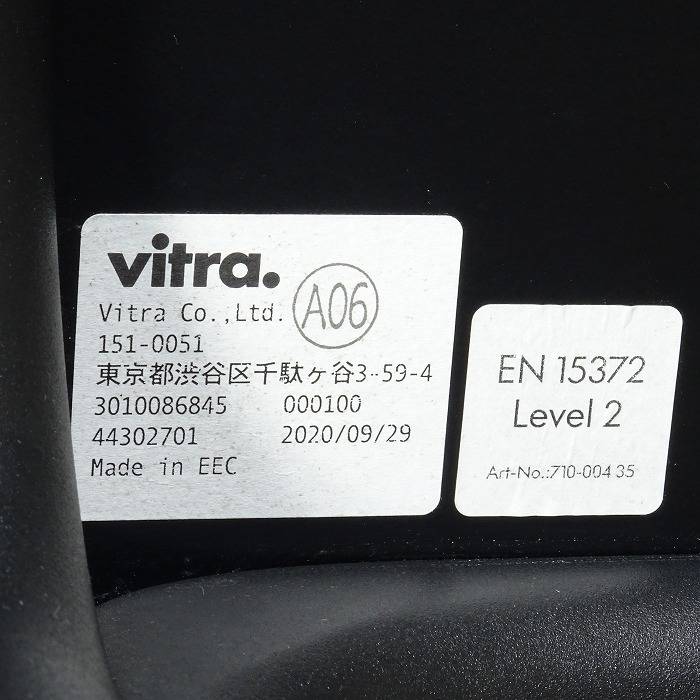 vitra.
Vitra Co.,Ltd.
A06
151-0051
東京都渋谷区千駄ヶ谷3-59-4
3010086845 000100
44302701 2020/09/29
Made in EEC
EN 15372
Level 2
Art-No.:710-004 35